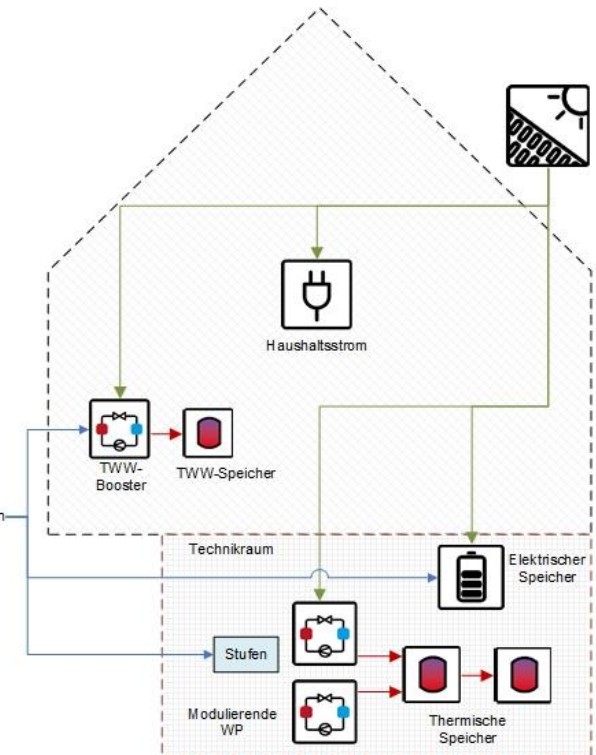 Haushaltsstrom
TWW-
Booster
TWW-Speicher
n
Technikraum
Elektrischer
Speicher
Stufen
Modulierende
WP
Thermische
Speicher